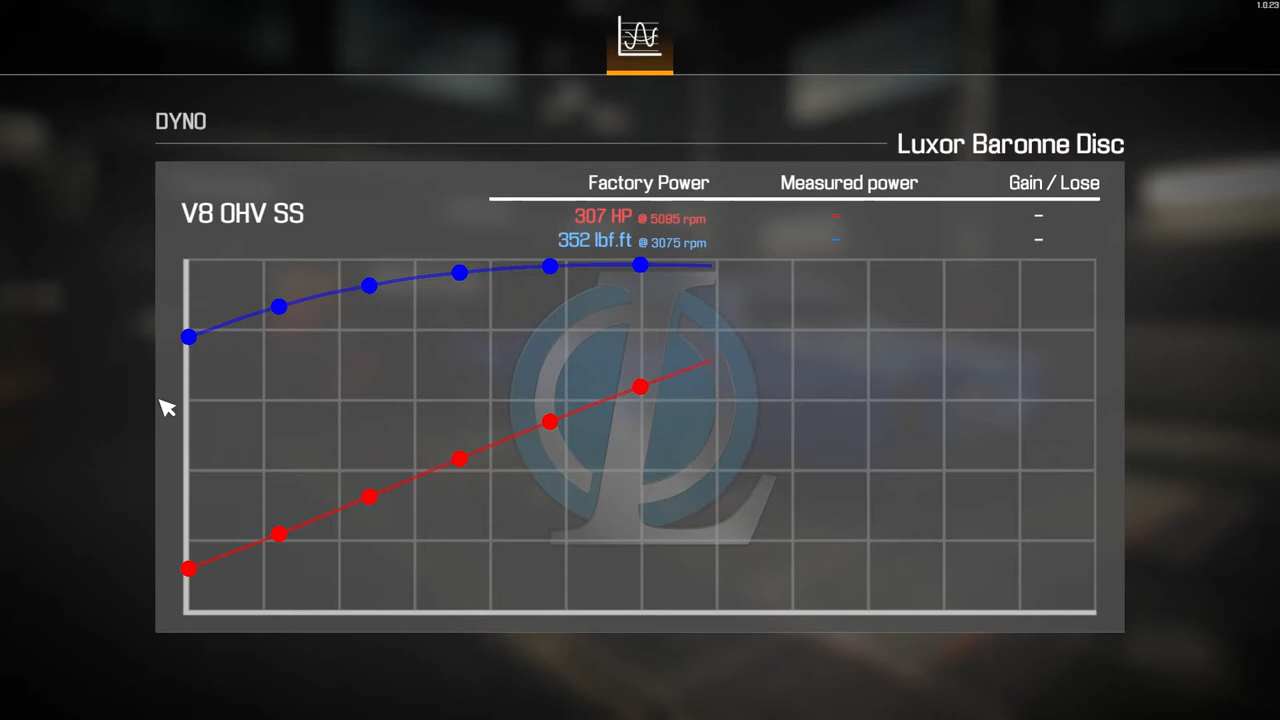 1.0.23
DYNO
Luxor Baronne Disc
Factory Power Measured power Gain / Lose
V8 OHV SS
307 HP @ 5095 rpm - -
352 lbf.ft @ 3075 rpm - -
L